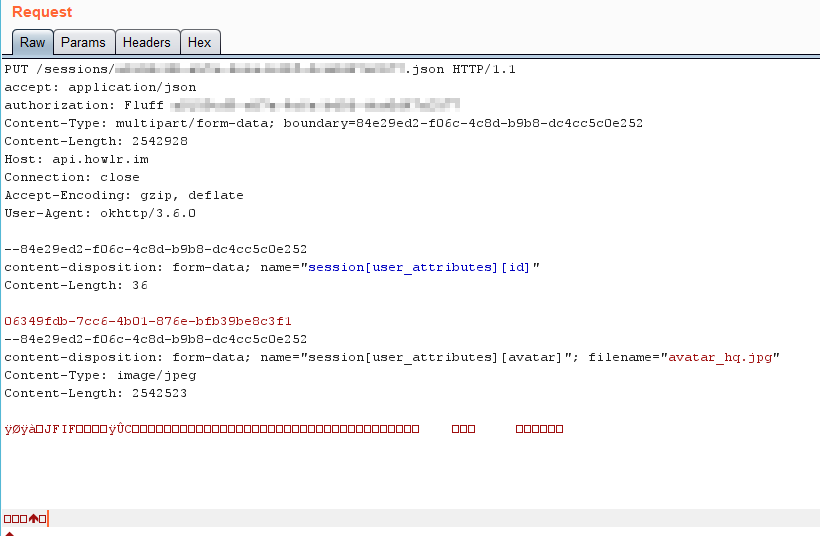 Request
Raw Params Headers Hex
PUT /sessions/ .json HTTP/1.1
accept: application/json
authorization: Fluff
Content-Type: multipart/form-data; boundary=84e29ed2-f06c-4c8d-b9b8-dc4cc5c0e252
Content-Length: 2542928
Host: api.howlr.im
Connection: close
Accept-Encoding: gzip, deflate
User-Agent: okhttp/3.6.0
--84e29ed2-f06c-4c8d-b9b8-dc4cc5c0e252
content-disposition: form-data; name="session[user_attributes][id]"
Content-Length: 36
06349fdb-7cc6-4b01-876e-bfb39be8c3f1
--84e29ed2-f06c-4c8d-b9b8-dc4cc5c0e252
content-disposition: form-data; name="session[user_attributes][avatar]"; filename="avatar_hq.jpg"
Content-Type: image/jpeg
Content-Length: 2542523
ÿØÿà□JFIF□□□□ÿÛC